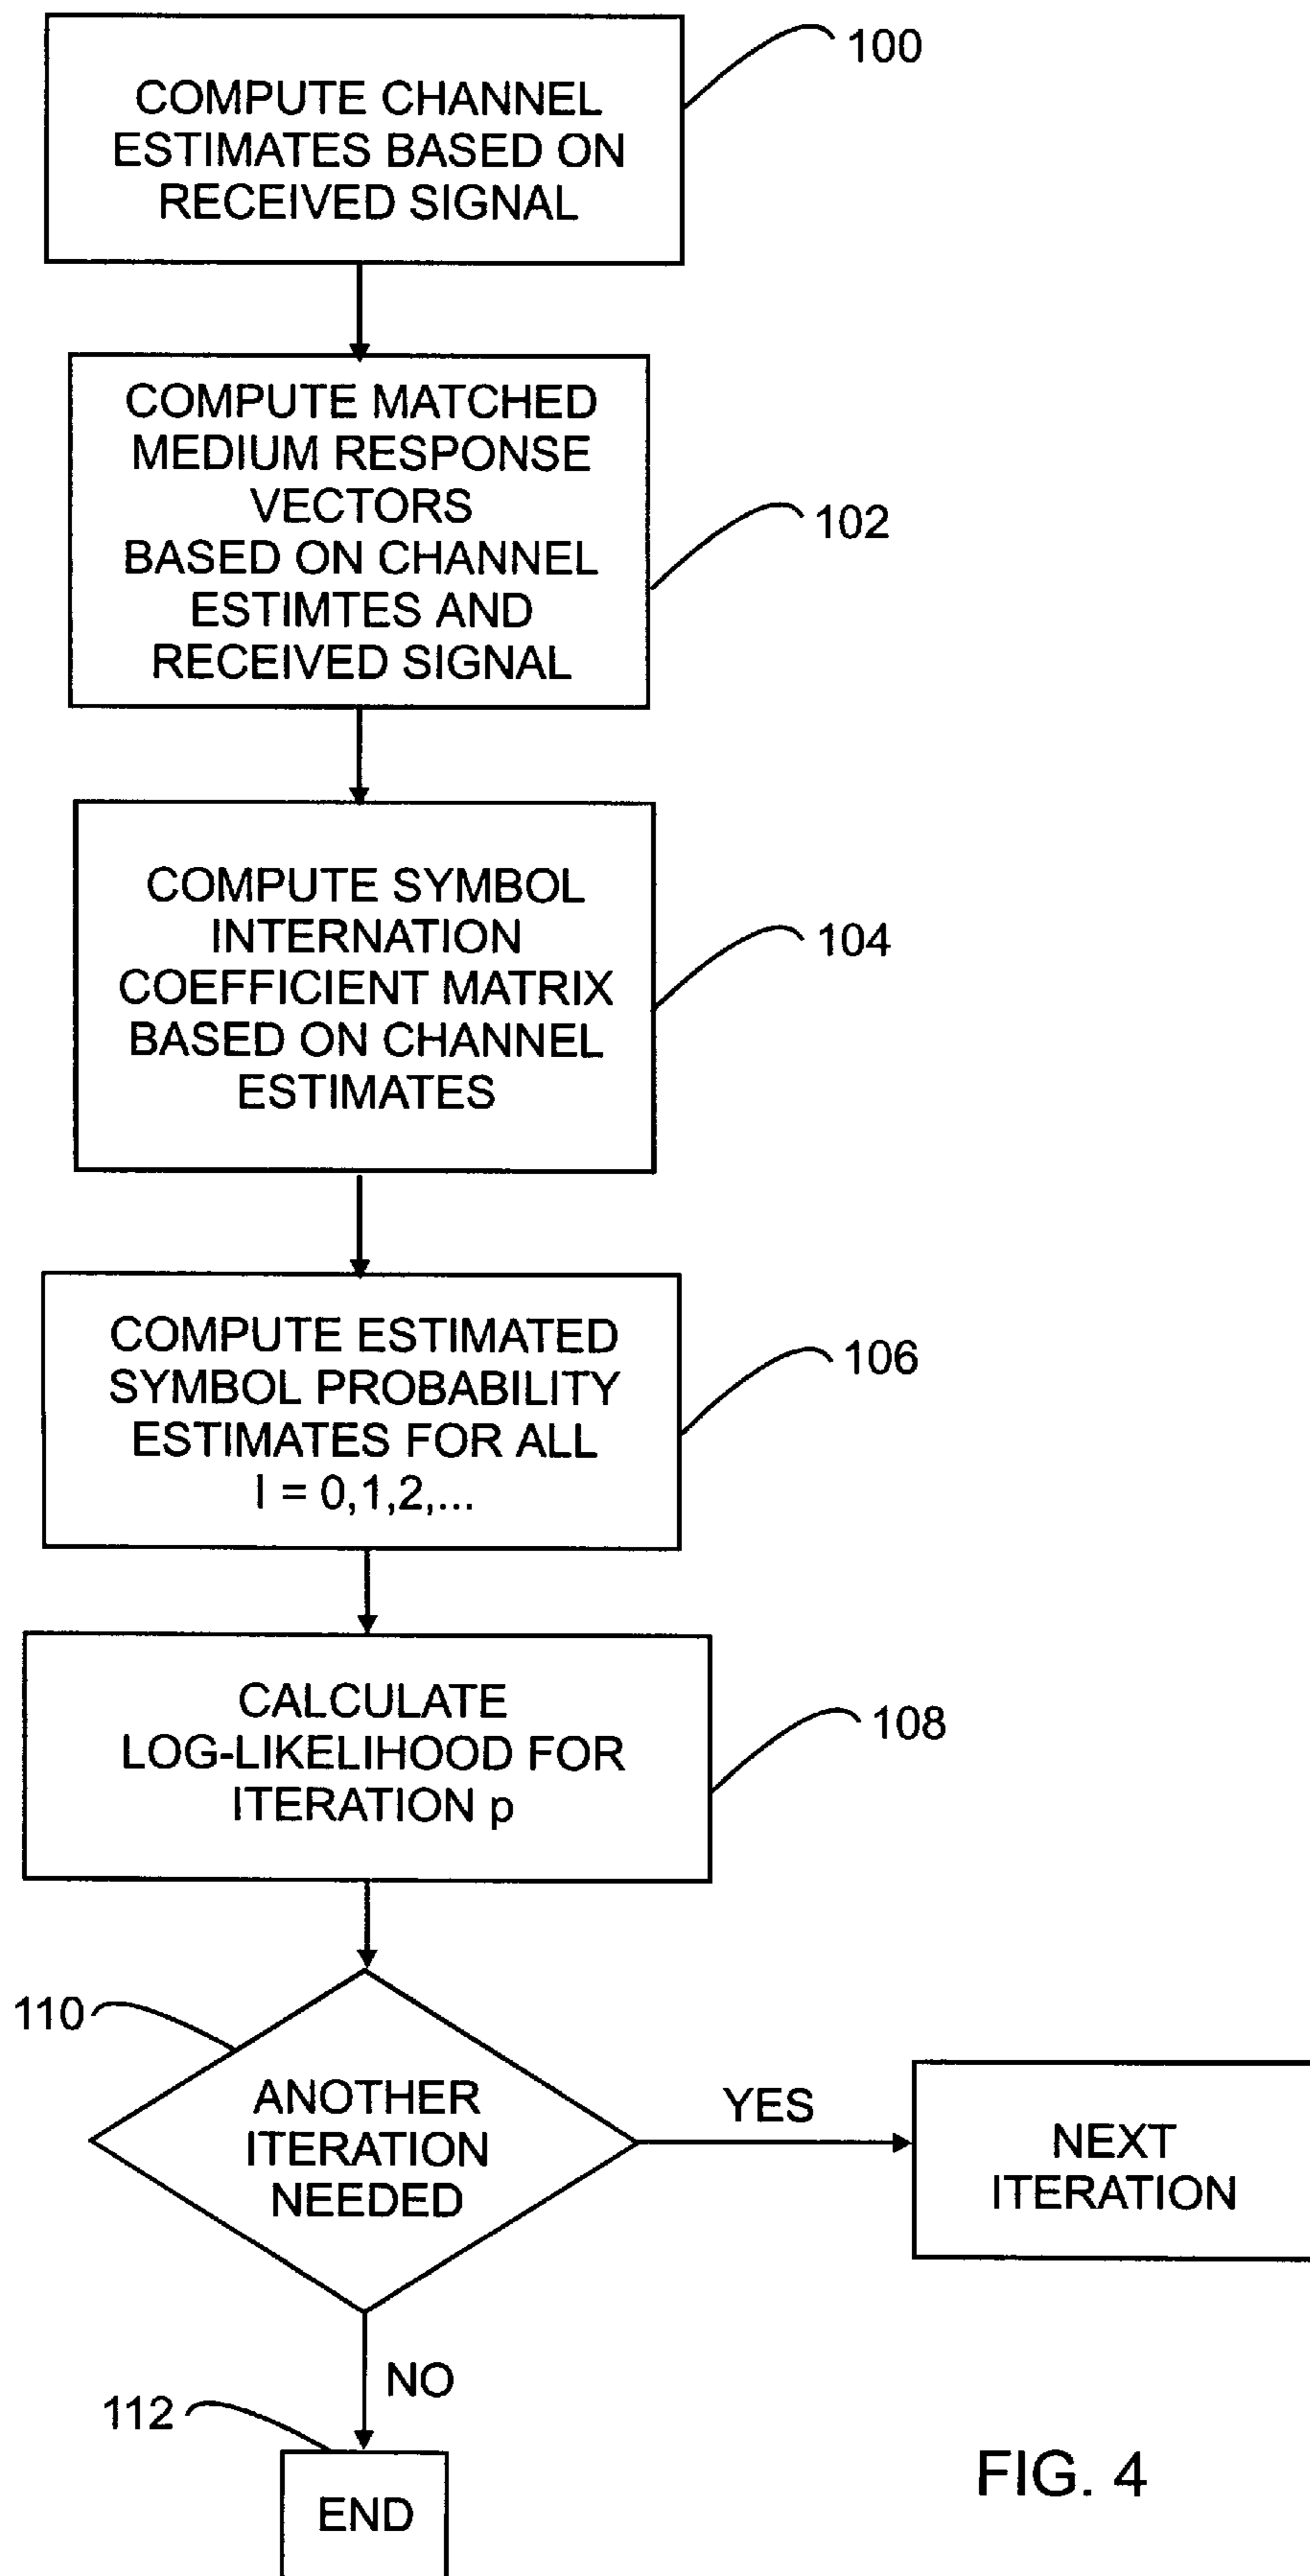 100
COMPUTE CHANNEL
ESTIMATES BASED ON
RECEIVED SIGNAL
COMPUTE MATCHED
MEDIUM RESPONSE
VECTORS
BASED ON CHANNEL
ESTIMTES AND
RECEIVED SIGNAL
102
COMPUTE SYMBOL
INTERNATION
COEFFICIENT MATRIX
BASED ON CHANNEL
ESTIMATES
104
COMPUTE ESTIMATED
SYMBOL PROBABILITY
ESTIMATES FOR ALL
I = 0,1,2,...
106
CALCULATE
LOG-LIKELIHOOD FOR
ITERATION p
108
110
ANOTHER
ITERATION
NEEDED
YES
NEXT
ITERATION
NO
112
END
FIG. 4